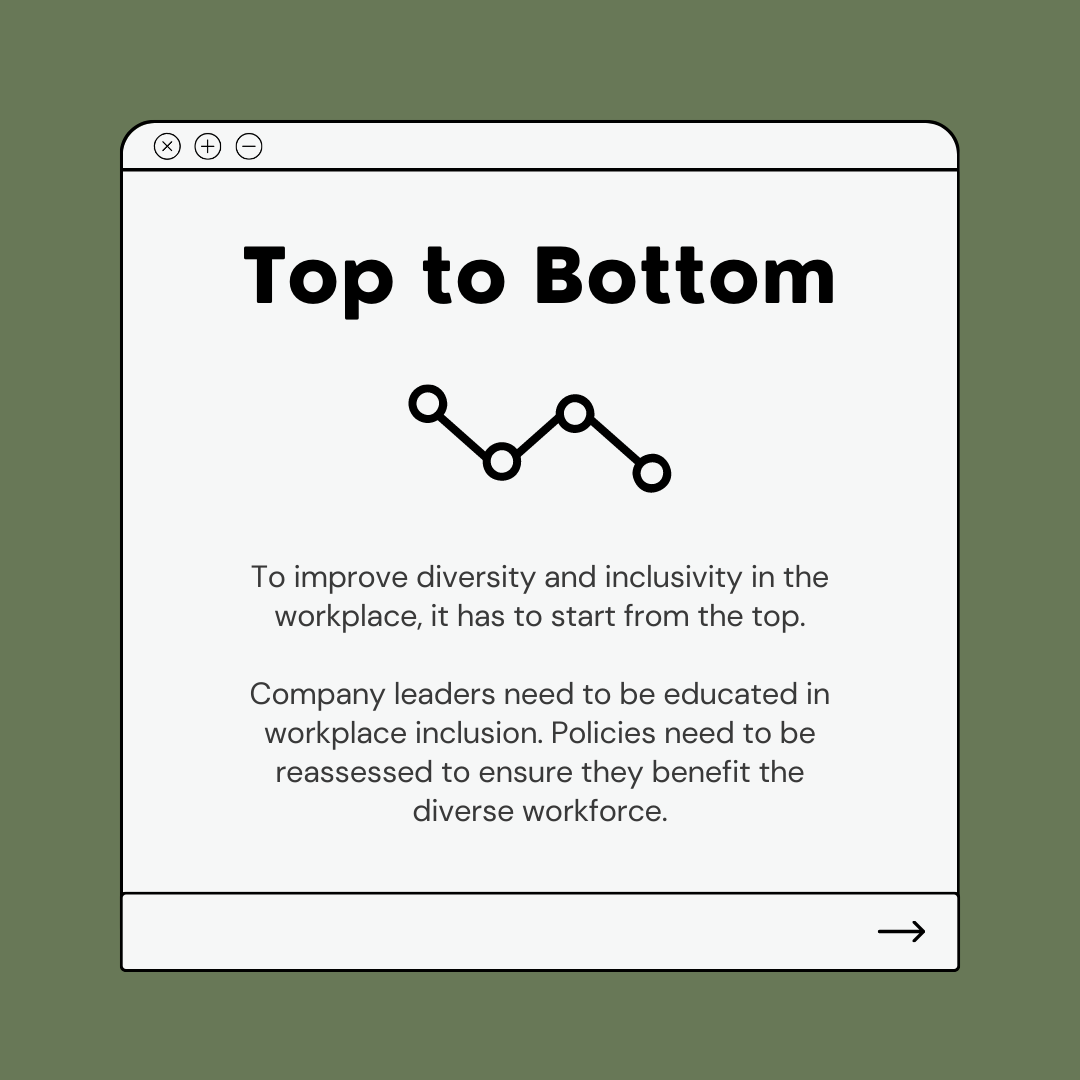 Top to Bottom
To improve diversity and inclusivity in the
workplace, it has to start from the top.
Company leaders need to be educated in
workplace inclusion. Policies need to be
reassessed to ensure they benefit the
diverse workforce.